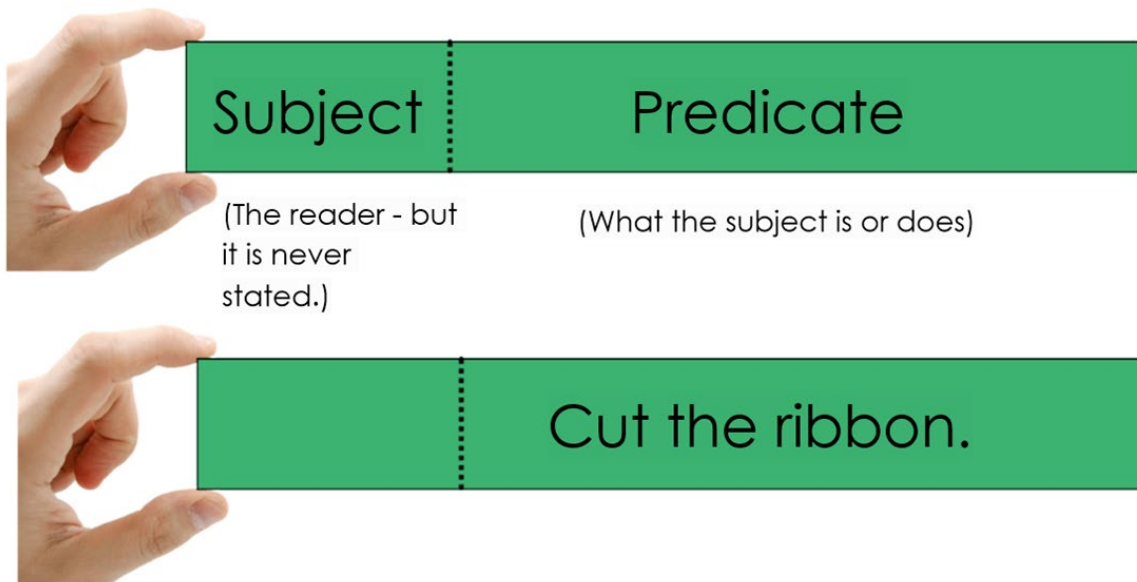 Subject Predicate
(The reader - but
it is never
stated.)
(What the subject is or does)
Cut the ribbon.